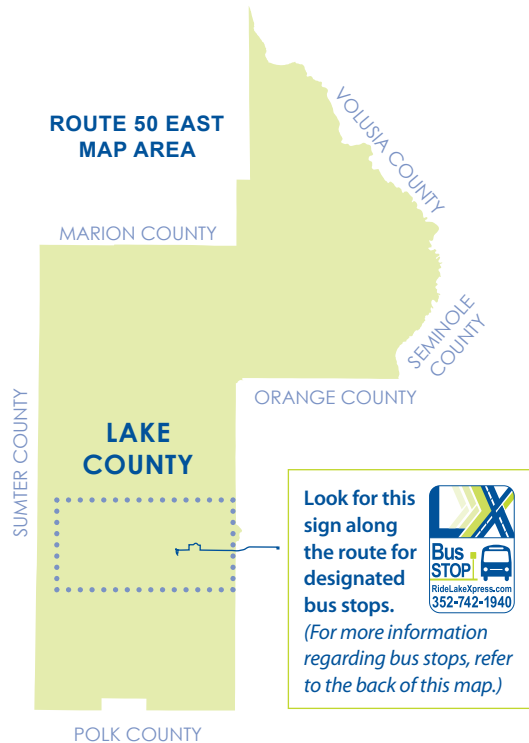 ROUTE 50 EAST
MAP AREA
VOLUSIA COUNTY
MARION COUNTY
SEMINOLE
COUNTY
ORANGE COUNTY
SUMTER COUNTY
LAKE
COUNTY
Look for this
sign along
the route for
designated
bus stops.
(For more information
regarding bus stops, refer
to the back of this map.)
LX
Bus
STOP
RideLakeXpress.com
352-742-1940
POLK COUNTY